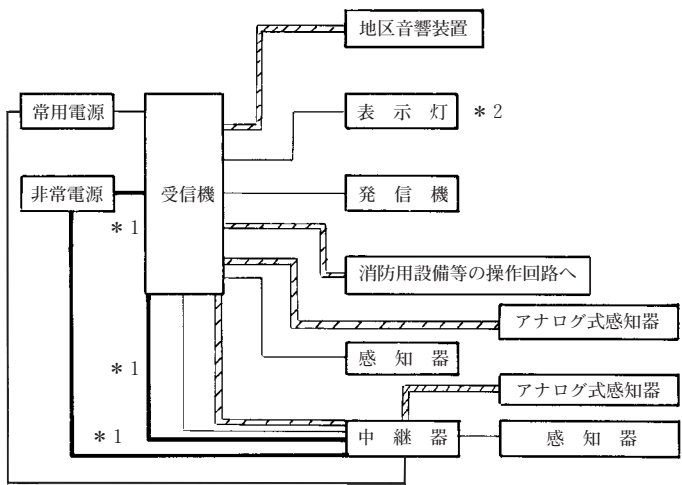 地区音響装置
常用電源
表 示 灯 ＊2
非常電源
受信機
発 信 機
＊1
消防用設備等の操作回路へ
アナログ式感知器
感 知 器
＊1
アナログ式感知器
＊1
中 継 器
感 知 器